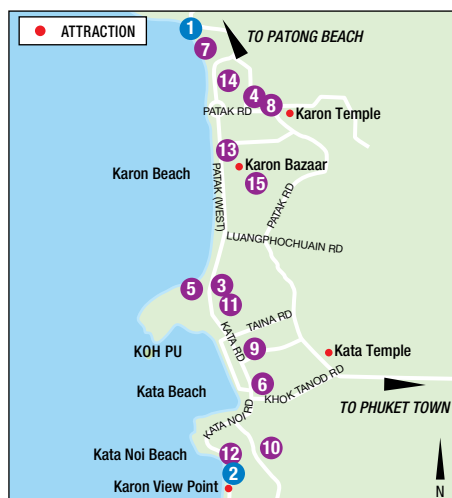 ATTRACTION
1
TO PATONG BEACH
7
14
4
8
PATAK RD
Karon Temple
13
Karon Bazaar
Karon Beach
15
PATAK (WEST)
PATAK RD
LUANGPHOCHUAIN RD
5
3
11
TAINA RD
KATA RD
KOH PU
9
Kata Temple
Kata Beach
6
KHOK TANOD RD
TO PHUKET TOWN
KATA NOI RD
Kata Noi Beach
12
10
2
Karon View Point
N